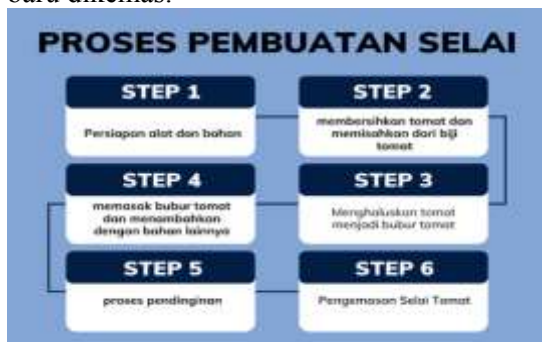 baru dikemas.
PROSES PEMBUATAN SELAI
STEP 1
Persiapan alat dan bahan
STEP 2
membersihkan tomat dan
memisahkan dari biji
tomat
STEP 3
Menghaluskan tomat
menjadi bubur tomat
STEP 4
memasak bubur tomat
dan menambahkan
dengan bahan lainnya
STEP 5
proses pendinginan
STEP 6
Pengemasan Selai Tomat